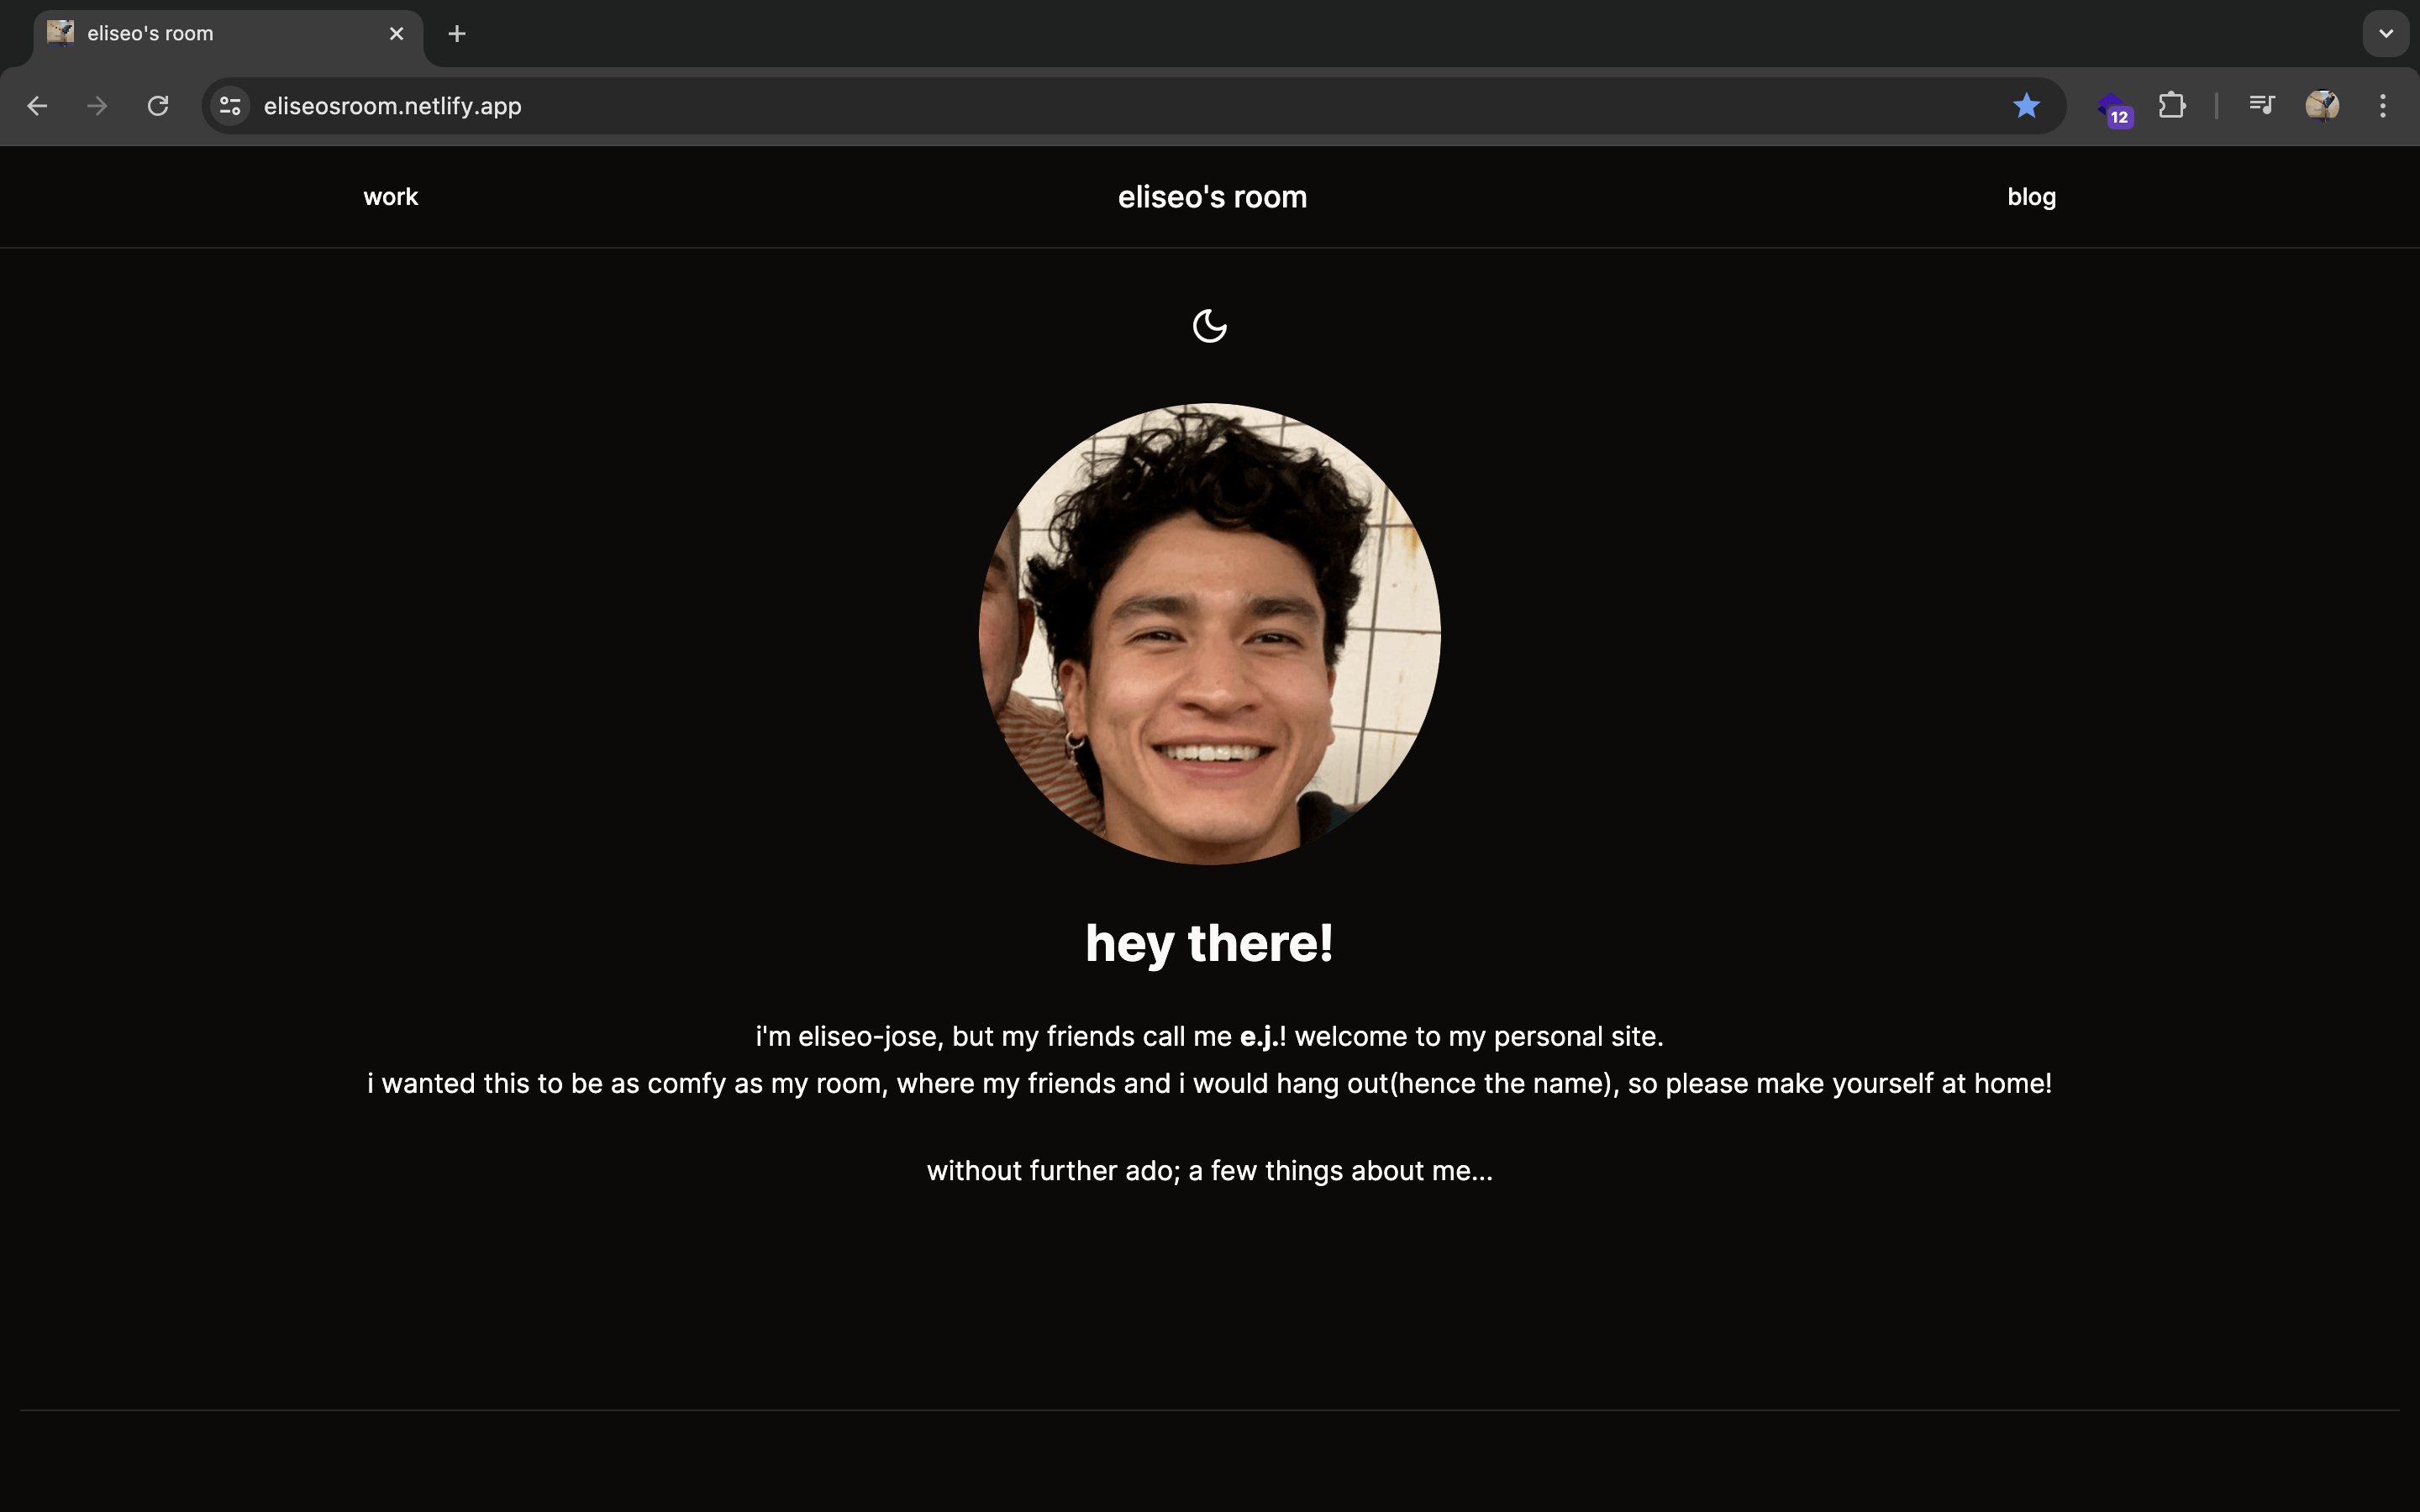 eliseo's room
eliseosroom.netlify.app
12
work
eliseo's room
blog
hey there!
i'm eliseo-jose, but my friends call me e.j.! welcome to my personal site.
i wanted this to be as comfy as my room, where my friends and i would hang out(hence the name), so please make yourself at home!
without further ado; a few things about me...